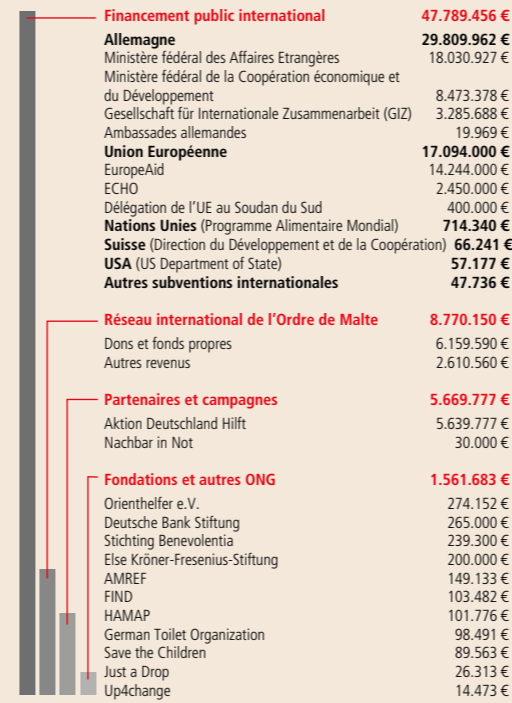 Financement public international 47.789.456 €
Allemagne 29.809.962 €
Ministère fédéral des Affaires Etrangères 18.030.927 €
Ministère fédéral de la Coopération économique et
du Développement 8.473.378 €
Gesellschaft für Internationale Zusammenarbeit (GIZ) 3.285.688 €
Ambassades allemandes 19.969 €
Union Européenne 17.094.000 €
EuropeAid 14.244.000 €
ECHO 2.450.000 €
Délégation de l'UE au Soudan du Sud 400.000 €
Nations Unies (Programme Alimentaire Mondial) 714.340 €
Suisse (Direction du Développement et de la Coopération) 66.241 €
USA (US Department of State) 57.177 €
Autres subventions internationales 47.736 €
Réseau international de l'Ordre de Malte 8.770.150 €
Dons et fonds propres 6.159.590 €
Autres revenus 2.610.560 €
Partenaires et campagnes 5.669.777 €
Aktion Deutschland Hilft 5.639.777 €
Nachbar in Not 30.000 €
Fondations et autres ONG 1.561.683 €
Orienthelfer e.V. 274.152 €
Deutsche Bank Stiftung 265.000 €
Stichting Benevolentia 239.300 €
Else Kröner-Fresenius-Stiftung 200.000 €
AMREF 149.133 €
FIND 103.482 €
HAMAP 101.776 €
German Toilet Organization 98.491 €
Save the Children 89.563 €
Just a Drop 26.313 €
Up4change 14.473 €